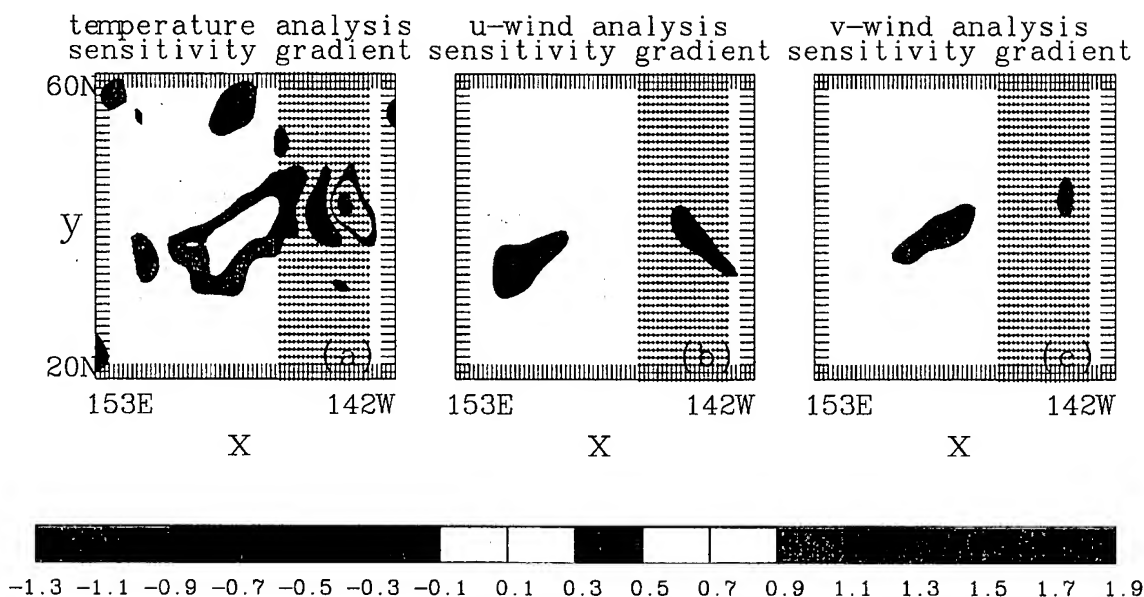 temperature analysis
sensitivity gradient
u-wind analysis
sensitivity gradient
v-wind analysis
sensitivity gradient
60N
y
20N
(a)
(b)
(c)
153E 142W
153E 142W
153E 142W
X
X
X
-1.3 -1.1 -0.9 -0.7 -0.5 -0.3 -0.1 0.1 0.3 0.5 0.7 0.9 1.1 1.3 1.5 1.7 1.9